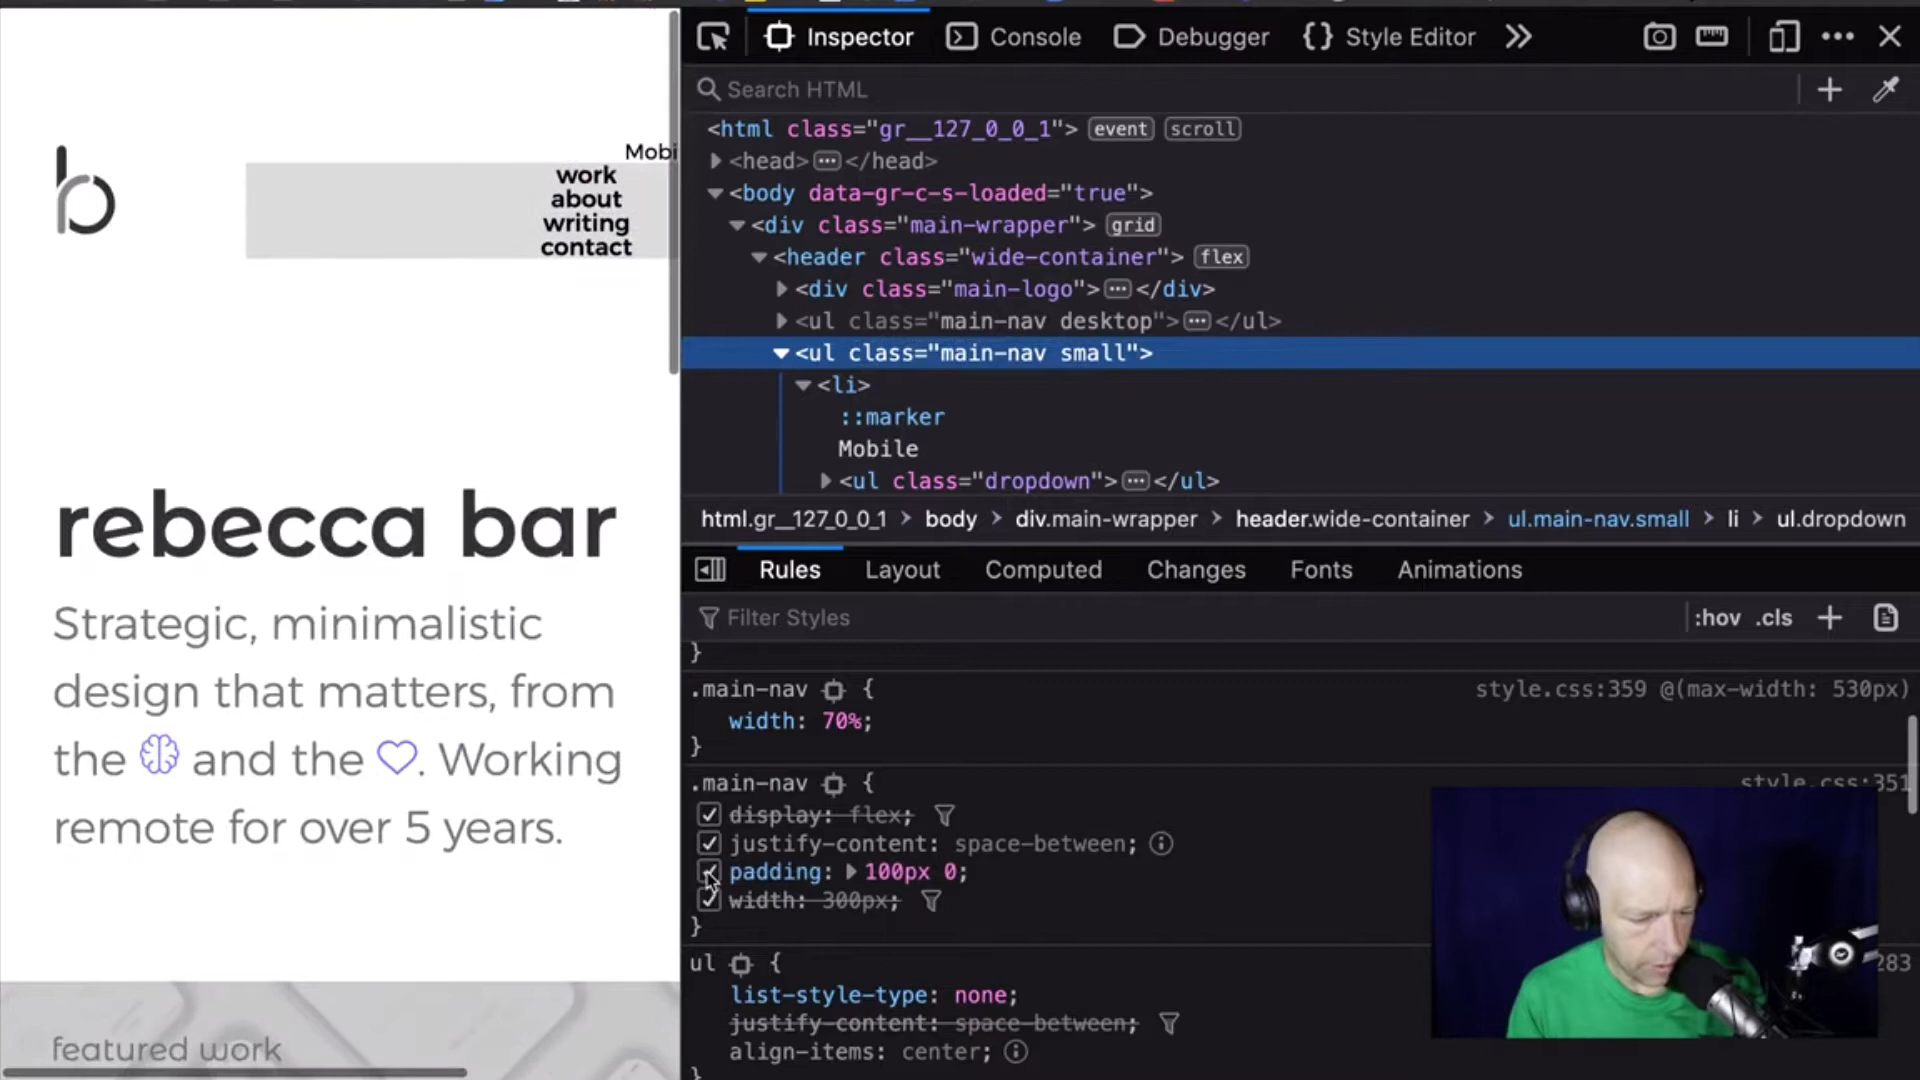 Mobi
work
about
writing
contact
rebecca bar
Strategic, minimalistic
design that matters, from
the and the . Working
remote for over 5 years.
featured work
Inspector Console Debugger {} Style Editor
Search HTML
<html class="gr__127_0_0_1"> event scroll
<head> ⋯ </head>
<body data-gr-c-s-loaded="true">
<div class="main-wrapper"> grid
<header class="wide-container"> flex
<div class="main-logo"> ⋯ </div>
<ul class="main-nav desktop"> ⋯ </ul>
<ul class="main-nav small">
<li>
::marker
Mobile
<ul class="dropdown"> ⋯ </ul>
html.gr__127_0_0_1 > body > div.main-wrapper > header.wide-container > ul.main-nav.small > li > ul.dropdown
Rules Layout Computed Changes Fonts Animations
Filter Styles :hov .cls +
}
.main-nav { style.css:359 @(max-width: 530px)
width: 70%;
}
.main-nav { style.css:351
display: flex;
justify-content: space-between;
padding: 100px 0;
width: 300px;
}
ul { 283
list-style-type: none;
justify-content: space-between;
align-items: center;
}